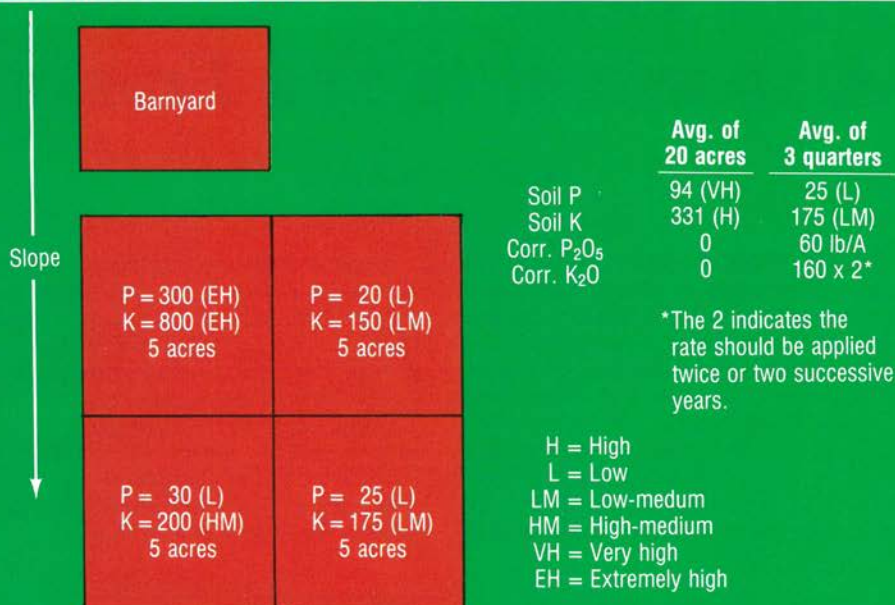 Barnyard
Slope
P = 300 (EH)
K = 800 (EH)
5 acres
P = 20 (L)
K = 150 (LM)
5 acres
P = 30 (L)
K = 200 (HM)
5 acres
P = 25 (L)
K = 175 (LM)
5 acres
Avg. of Avg. of
20 acres 3 quarters
Soil P 94 (VH) 25 (L)
Soil K 331 (H) 175 (LM)
Corr. P₂O₅ 0 60 lb/A
Corr. K₂O 0 160 x 2*
*The 2 indicates the
rate should be applied
twice or two successive
years.
H = High
L = Low
LM = Low-medum
HM = High-medium
VH = Very high
EH = Extremely high